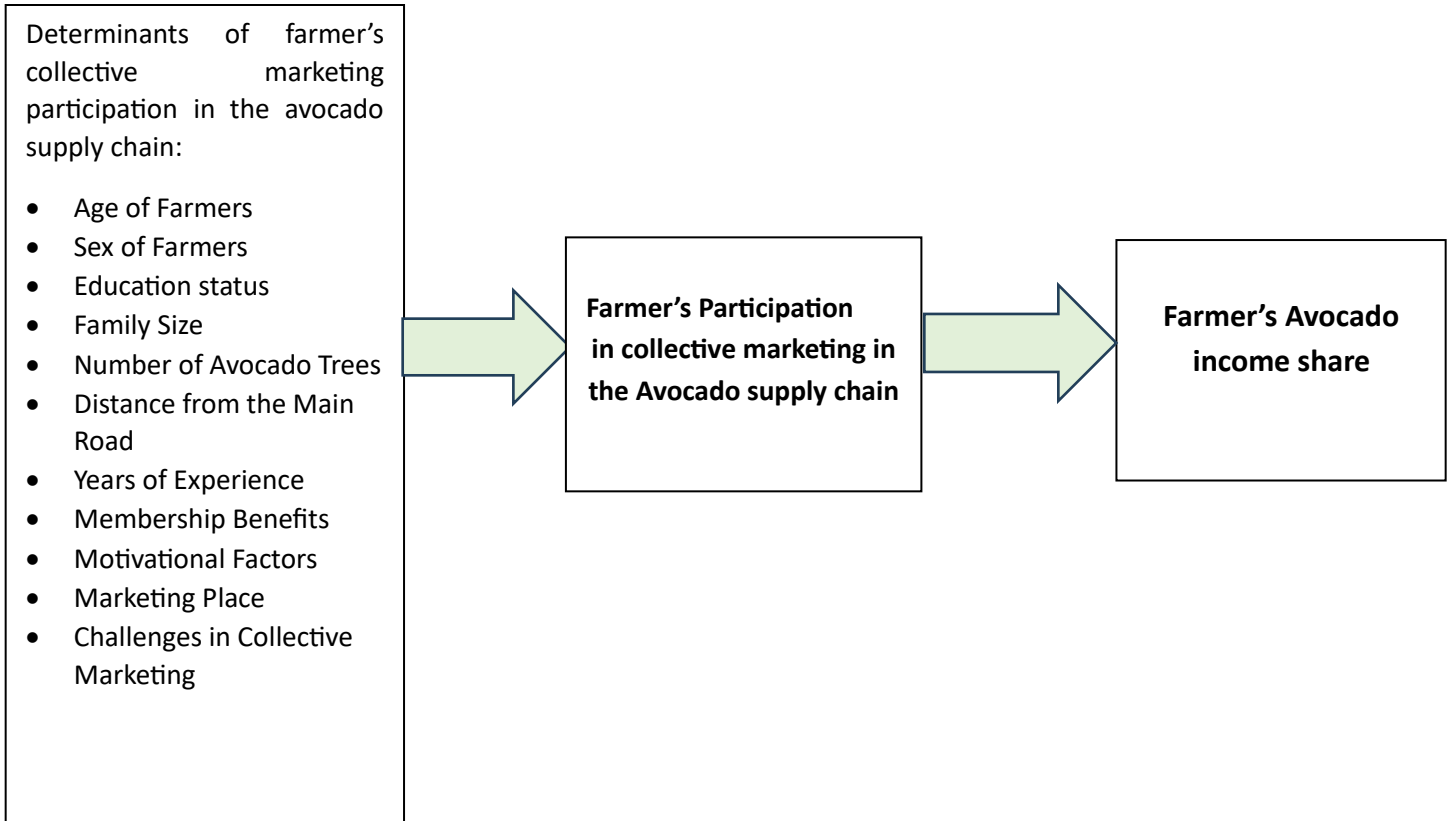 Determinants of farmer’s
collective marketing
participation in the avocado
supply chain:
• Age of Farmers
• Sex of Farmers
• Education status
• Family Size
• Number of Avocado Trees
• Distance from the Main
Road
• Years of Experience
• Membership Benefits
• Motivational Factors
• Marketing Place
• Challenges in Collective
Marketing
Farmer’s Participation
in collective marketing in
the Avocado supply chain
Farmer’s Avocado
income share